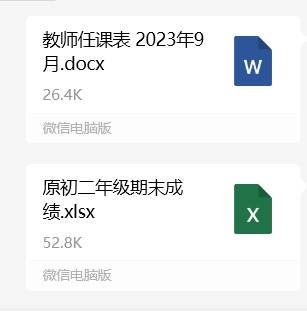 教师任课表 2023年9
月.docx
W
26.4K
微信电脑版
原初二年级期末成
绩.xlsx
X
52.8K
微信电脑版